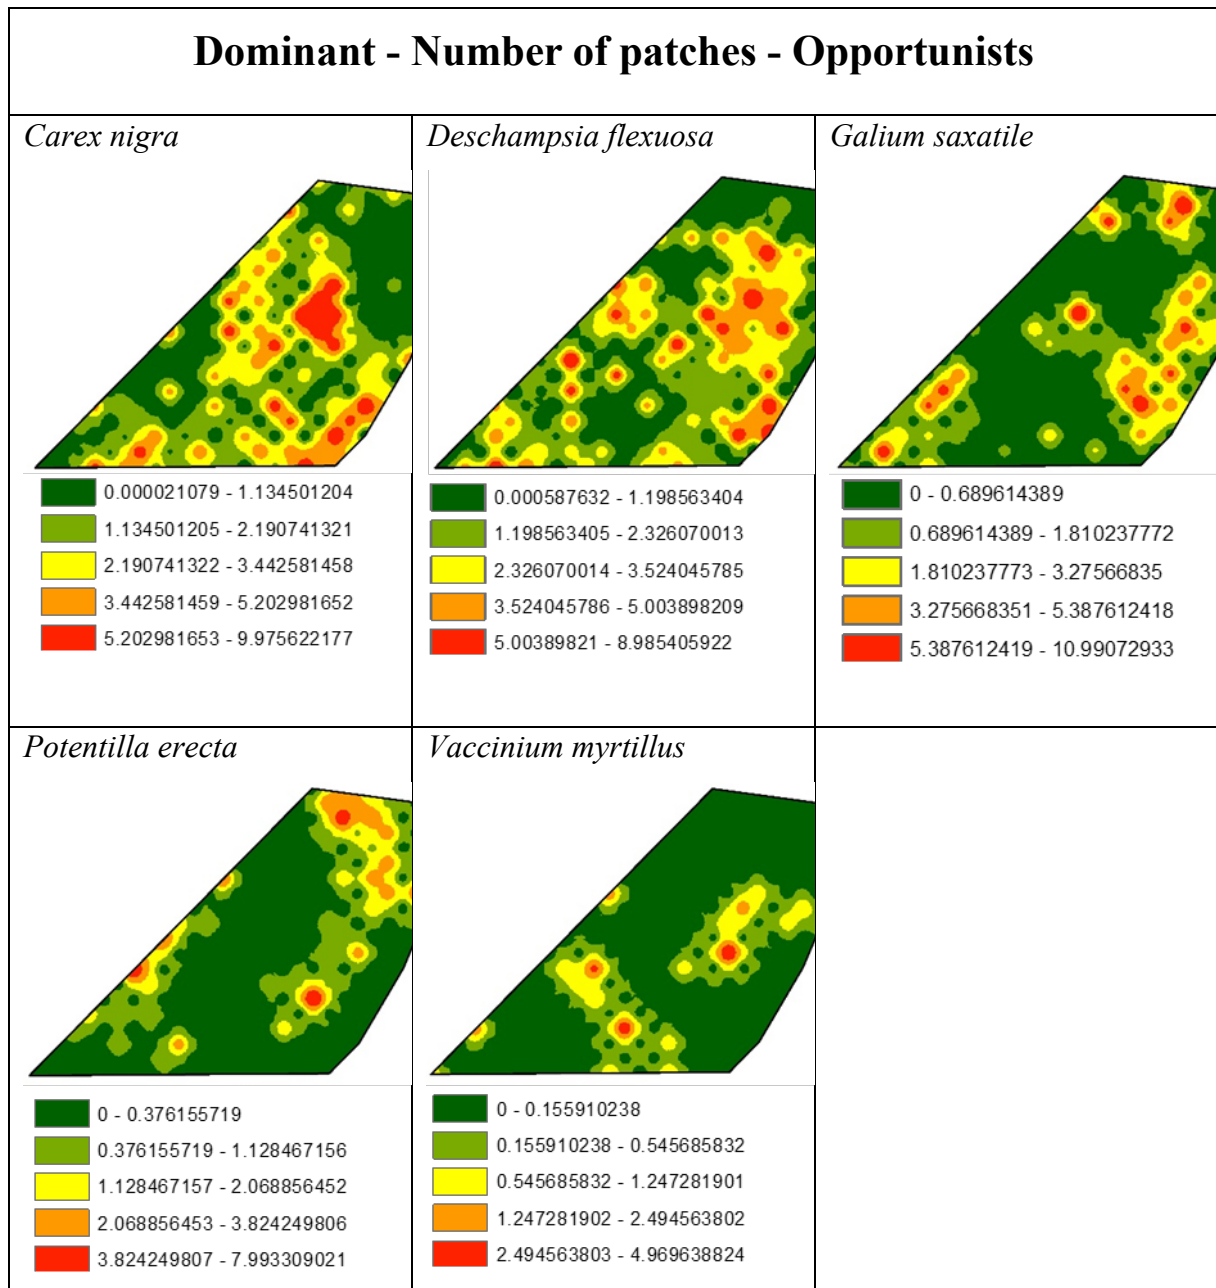 Dominant - Number of patches - Opportunists
Carex nigra
0.000021079 - 1.134501204
1.134501205 - 2.190741321
2.190741322 - 3.442581458
3.442581459 - 5.202981652
5.202981653 - 9.975622177
Deschampsia flexuosa
0.000587632 - 1.198563404
1.198563405 - 2.326070013
2.326070014 - 3.524045785
3.524045786 - 5.003898209
5.00389821 - 8.985405922
Galium saxatile
0 - 0.689614389
0.689614389 - 1.810237772
1.810237773 - 3.27566835
3.275668351 - 5.387612418
5.387612419 - 10.99072933
Potentilla erecta
0 - 0.376155719
0.376155719 - 1.128467156
1.128467157 - 2.068856452
2.068856453 - 3.824249806
3.824249807 - 7.993309021
Vaccinium myrtillus
0 - 0.155910238
0.155910238 - 0.545685832
0.545685832 - 1.247281901
1.247281902 - 2.494563802
2.494563803 - 4.969638824